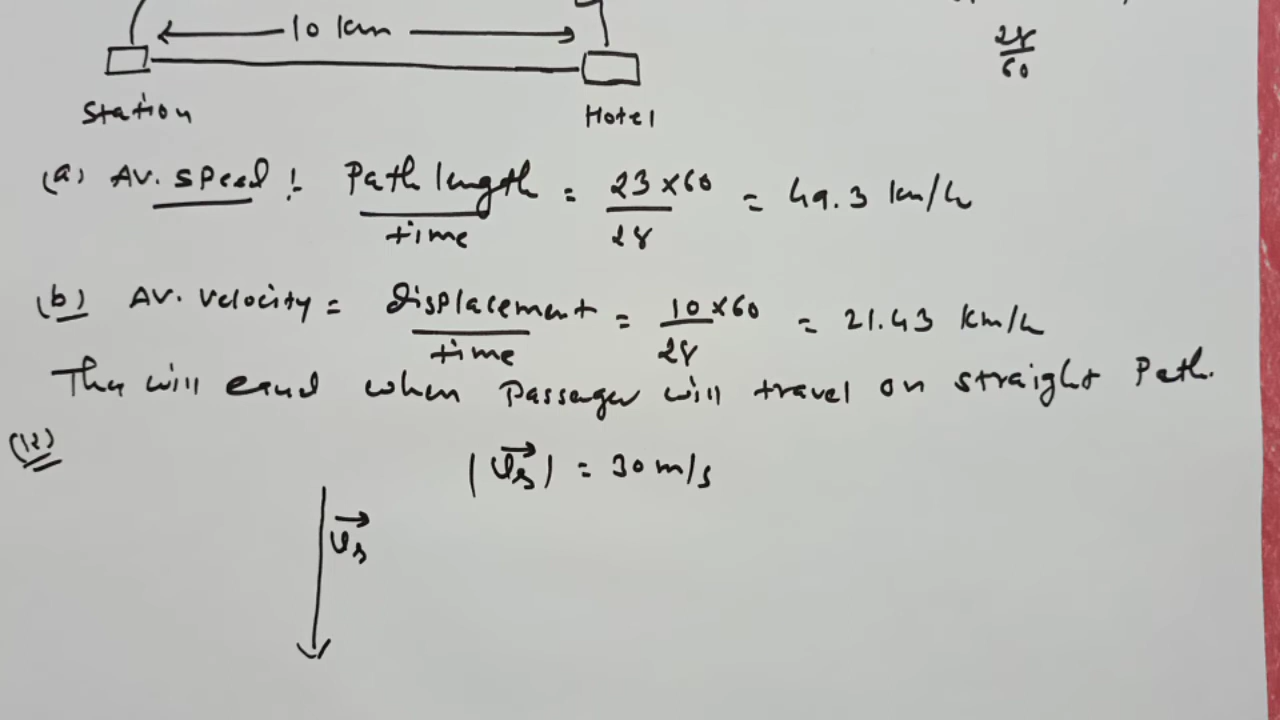 10 km
28
60
Station
Hotel
(a) Av. speed : Path length / time = 23 x 60 / 28 = 49.3 km/h
(b) Av. velocity = displacement / time = 10 x 60 / 28 = 21.43 km/h
They will equal when passenger will travel on straight path.
(12)
|v⃗s| = 30 m/s
v⃗s